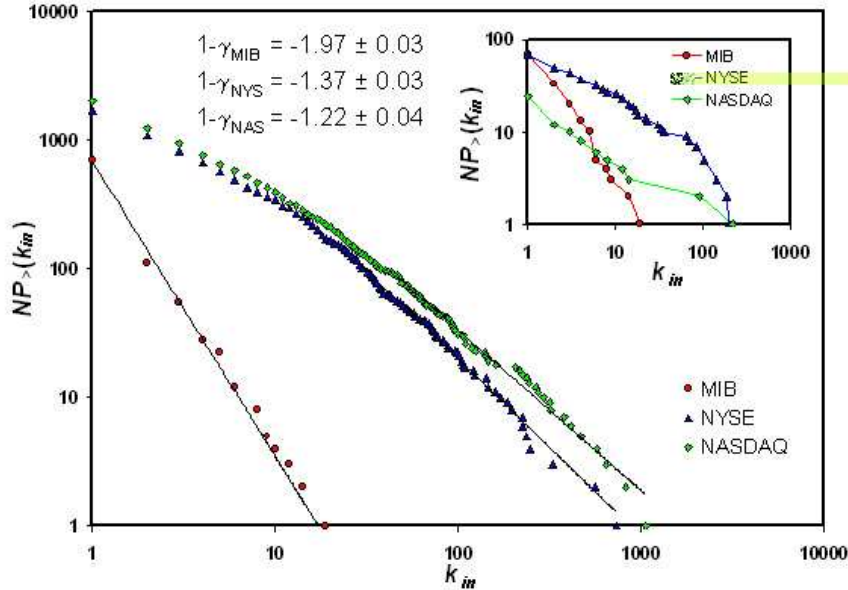 1-γMIB = -1.97 ± 0.03
1-γNYS = -1.37 ± 0.03
1-γNAS = -1.22 ± 0.04
NP>(kin)
10000
1000
100
10
1
1 10 100 1000 10000
kin
MIB
NYSE
NASDAQ
NP>(kin)
100
10
1
1 10 100 1000
kin
MIB
NYSE
NASDAQ